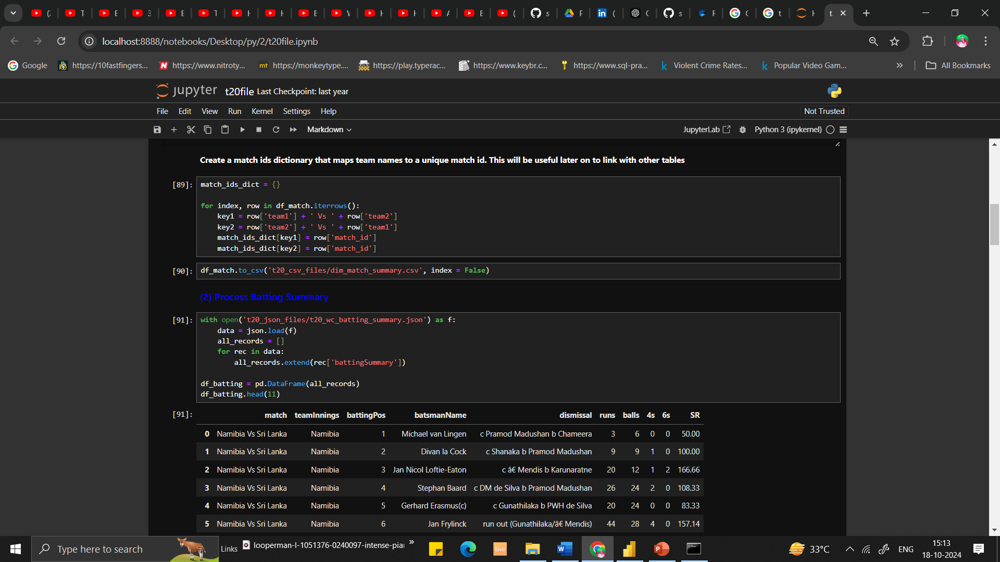 ( T E 3 E T H H E V H H A E ( s F ( C s F C t H t
localhost:8888/notebooks/Desktop/py/2/t20file.ipynb
Google https://10fastfingers... https://www.nitroty... https://monkeytype.... https://play.typerac... https://www.keybr.c... https://www.sql-pra... Violent Crime Rates... Popular Video Gam... » All Bookmarks
jupyter t20file Last Checkpoint: last year
File Edit View Run Kernel Settings Help Not Trusted
Markdown JupyterLab Python 3 (ipykernel)
Create a match ids dictionary that maps team names to a unique match id. This will be useful later on to link with other tables
[89]: match_ids_dict = {}
for index, row in df_match.iterrows():
key1 = row['team1'] + ' Vs ' + row['team2']
key2 = row['team2'] + ' Vs ' + row['team1']
match_ids_dict[key1] = row['match_id']
match_ids_dict[key2] = row['match_id']
[90]: df_match.to_csv('t20_csv_files/dim_match_summary.csv', index = False)
(2) Process Batting Summary
[91]: with open('t20_json_files/t20_wc_batting_summary.json') as f:
data = json.load(f)
all_records = []
for rec in data:
all_records.extend(rec['battingSummary'])
df_batting = pd.DataFrame(all_records)
df_batting.head(11)
[91]: match teamInnings battingPos batsmanName dismissal runs balls 4s 6s SR
0 Namibia Vs Sri Lanka Namibia 1 Michael van Lingen c Pramod Madushan b Chameera 3 6 0 0 50.00
1 Namibia Vs Sri Lanka Namibia 2 Divan la Cock c Shanaka b Pramod Madushan 9 9 1 0 100.00
2 Namibia Vs Sri Lanka Namibia 3 Jan Nicol Loftie-Eaton c â€ Mendis b Karunaratne 20 12 1 2 166.66
3 Namibia Vs Sri Lanka Namibia 4 Stephan Baard c DM de Silva b Pramod Madushan 26 24 2 0 108.33
4 Namibia Vs Sri Lanka Namibia 5 Gerhard Erasmus(c) c Gunathilaka b PWH de Silva 20 24 0 0 83.33
5 Namibia Vs Sri Lanka Namibia 6 Jan Frylinck run out (Gunathilaka/â€ Mendis) 44 28 4 0 157.14
Type here to search Links looperman-l-1051376-0240097-intense-pia » Live 33°C ENG 15:13
18-10-2024